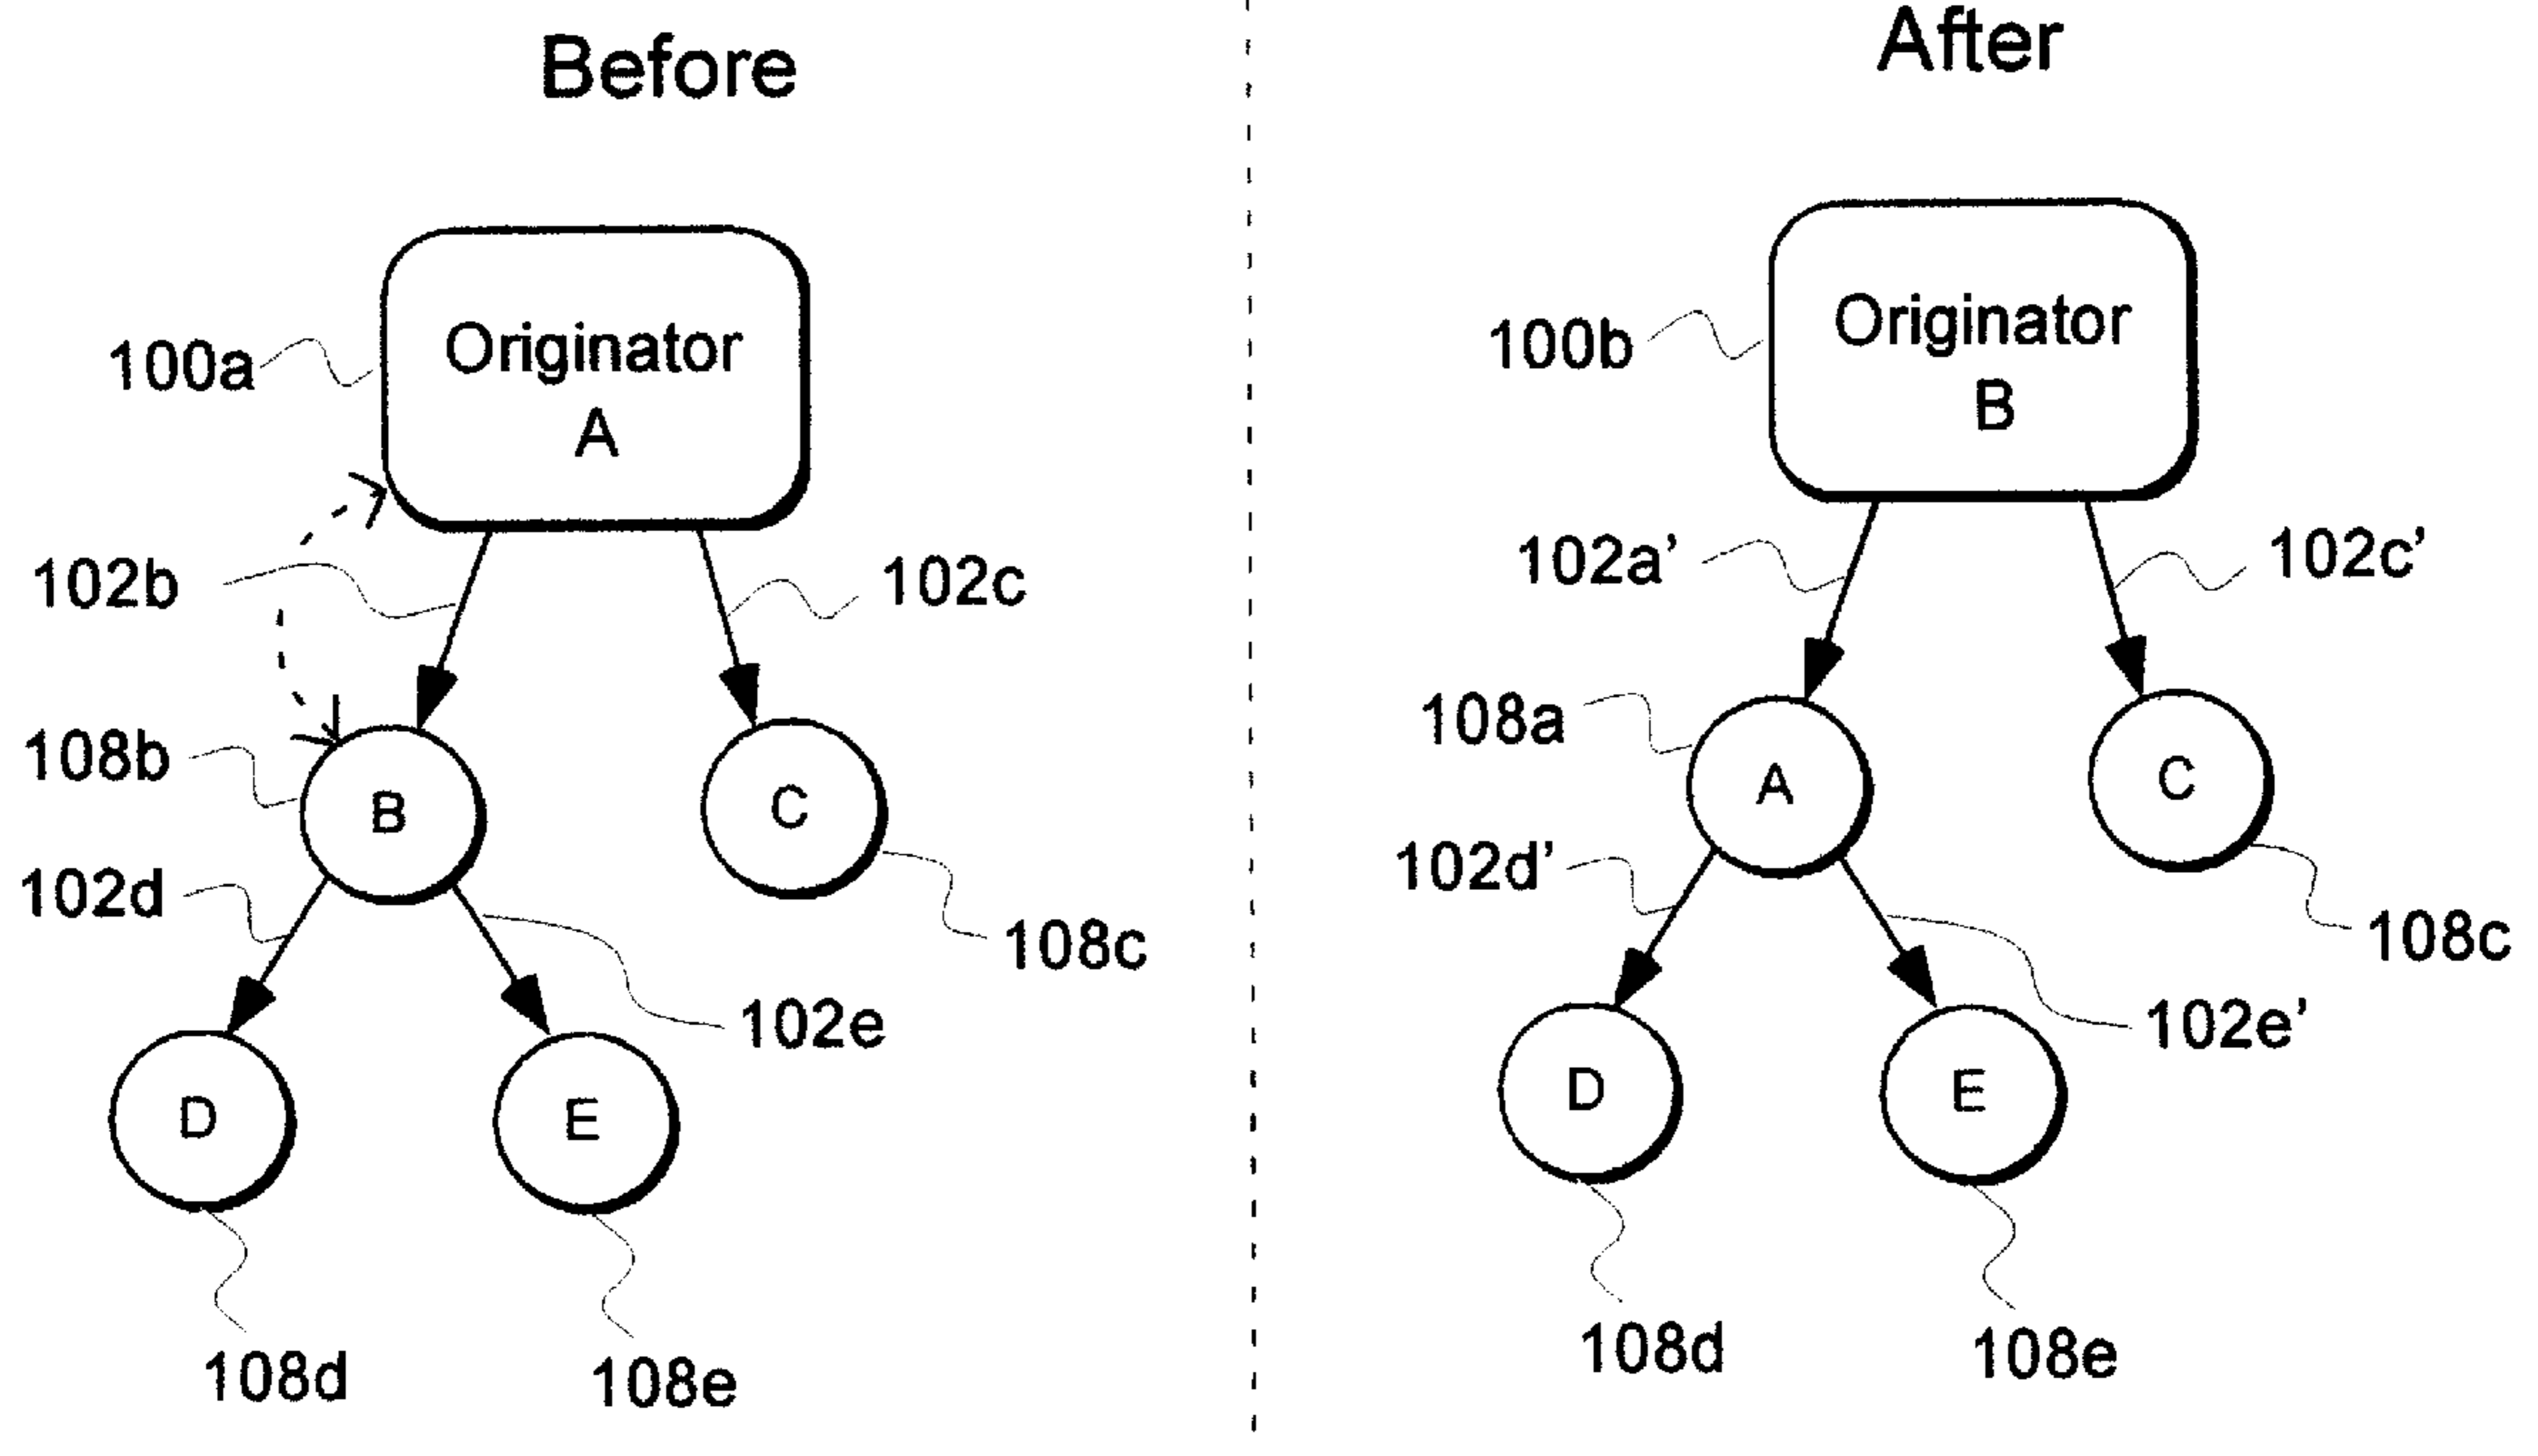 Before
Originator
A
100a
102b
102c
108b
B
C
102d
108c
102e
D
E
108d
108e
After
Originator
B
100b
102a’
102c’
108a
A
C
102d’
108c
102e’
D
E
108d
108e